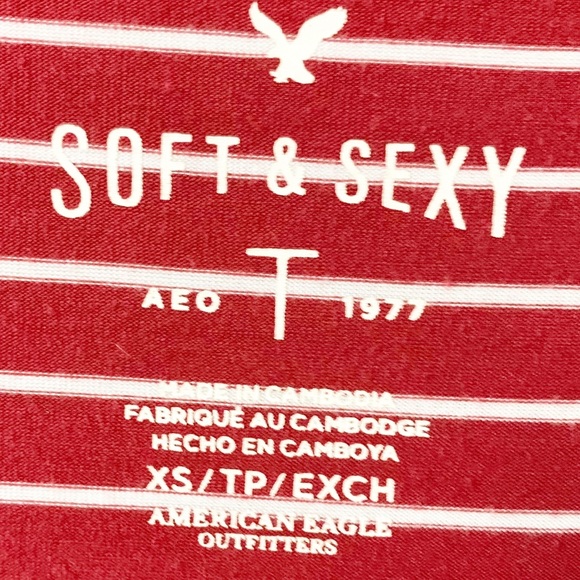 SOFT & SEXY
T
AEO 1977
MADE IN CAMBODIA
FABRIQUÉ AU CAMBODGE
HECHO EN CAMBOYA
XS/TP/EXCH
AMERICAN EAGLE
OUTFITTERS